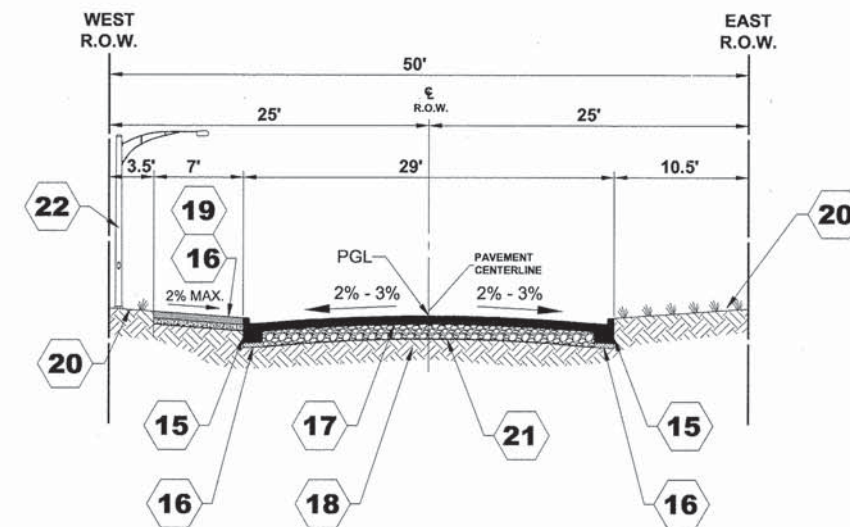 WEST
R.O.W.
EAST
R.O.W.
50'
℄
R.O.W.
25'
25'
3.5'
7'
29'
10.5'
22
19
20
16
PGL
PAVEMENT
CENTERLINE
2% MAX.
2% - 3%
2% - 3%
20
15
17
21
15
16
18
16